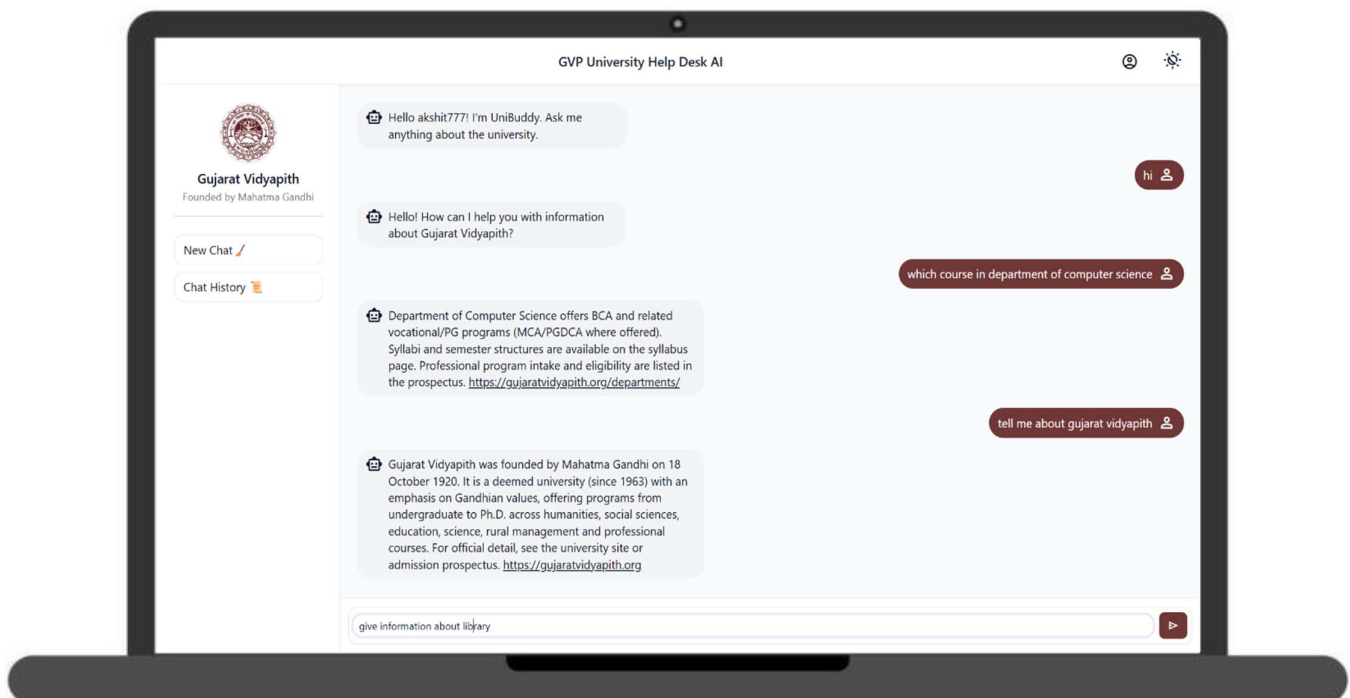 GVP University Help Desk AI
Gujarat Vidyapith
Founded by Mahatma Gandhi
New Chat
Chat History
Hello akshit777! I'm UniBuddy. Ask me
anything about the university.
hi
Hello! How can I help you with information
about Gujarat Vidyapith?
which course in department of computer science
Department of Computer Science offers BCA and related
vocational/PG programs (MCA/PGDCA where offered).
Syllabi and semester structures are available on the syllabus
page. Professional program intake and eligibility are listed in
the prospectus. https://gujaratvidyapith.org/departments/
tell me about gujarat vidyapith
Gujarat Vidyapith was founded by Mahatma Gandhi on 18
October 1920. It is a deemed university (since 1963) with an
emphasis on Gandhian values, offering programs from
undergraduate to Ph.D. across humanities, social sciences,
education, science, rural management and professional
courses. For official detail, see the university site or
admission prospectus. https://gujaratvidyapith.org
give information about library